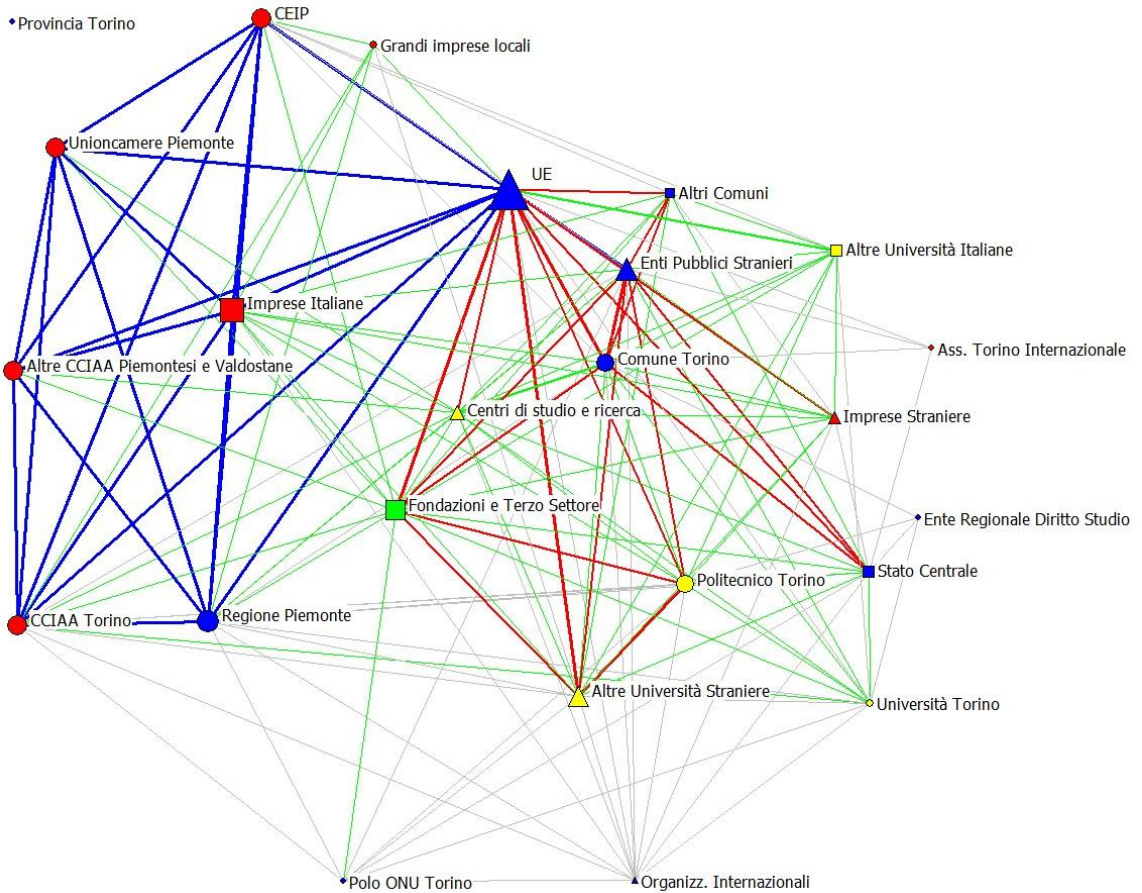 CEIP
Provincia Torino
Grandi imprese locali
Unioncamere Piemonte
UE
Altri Comuni
Altre Università Italiane
Enti Pubblici Stranieri
Imprese Italiane
Ass. Torino Internazionale
Comune Torino
Altre CCIAA Piemontesi e Valdostane
Centri di studio e ricerca
Imprese Straniere
Fondazioni e Terzo Settore
Ente Regionale Diritto Studio
Stato Centrale
Politecnico Torino
Regione Piemonte
CCIAA Torino
Altre Università Straniere
Università Torino
Polo ONU Torino
Organizz. Internazionali